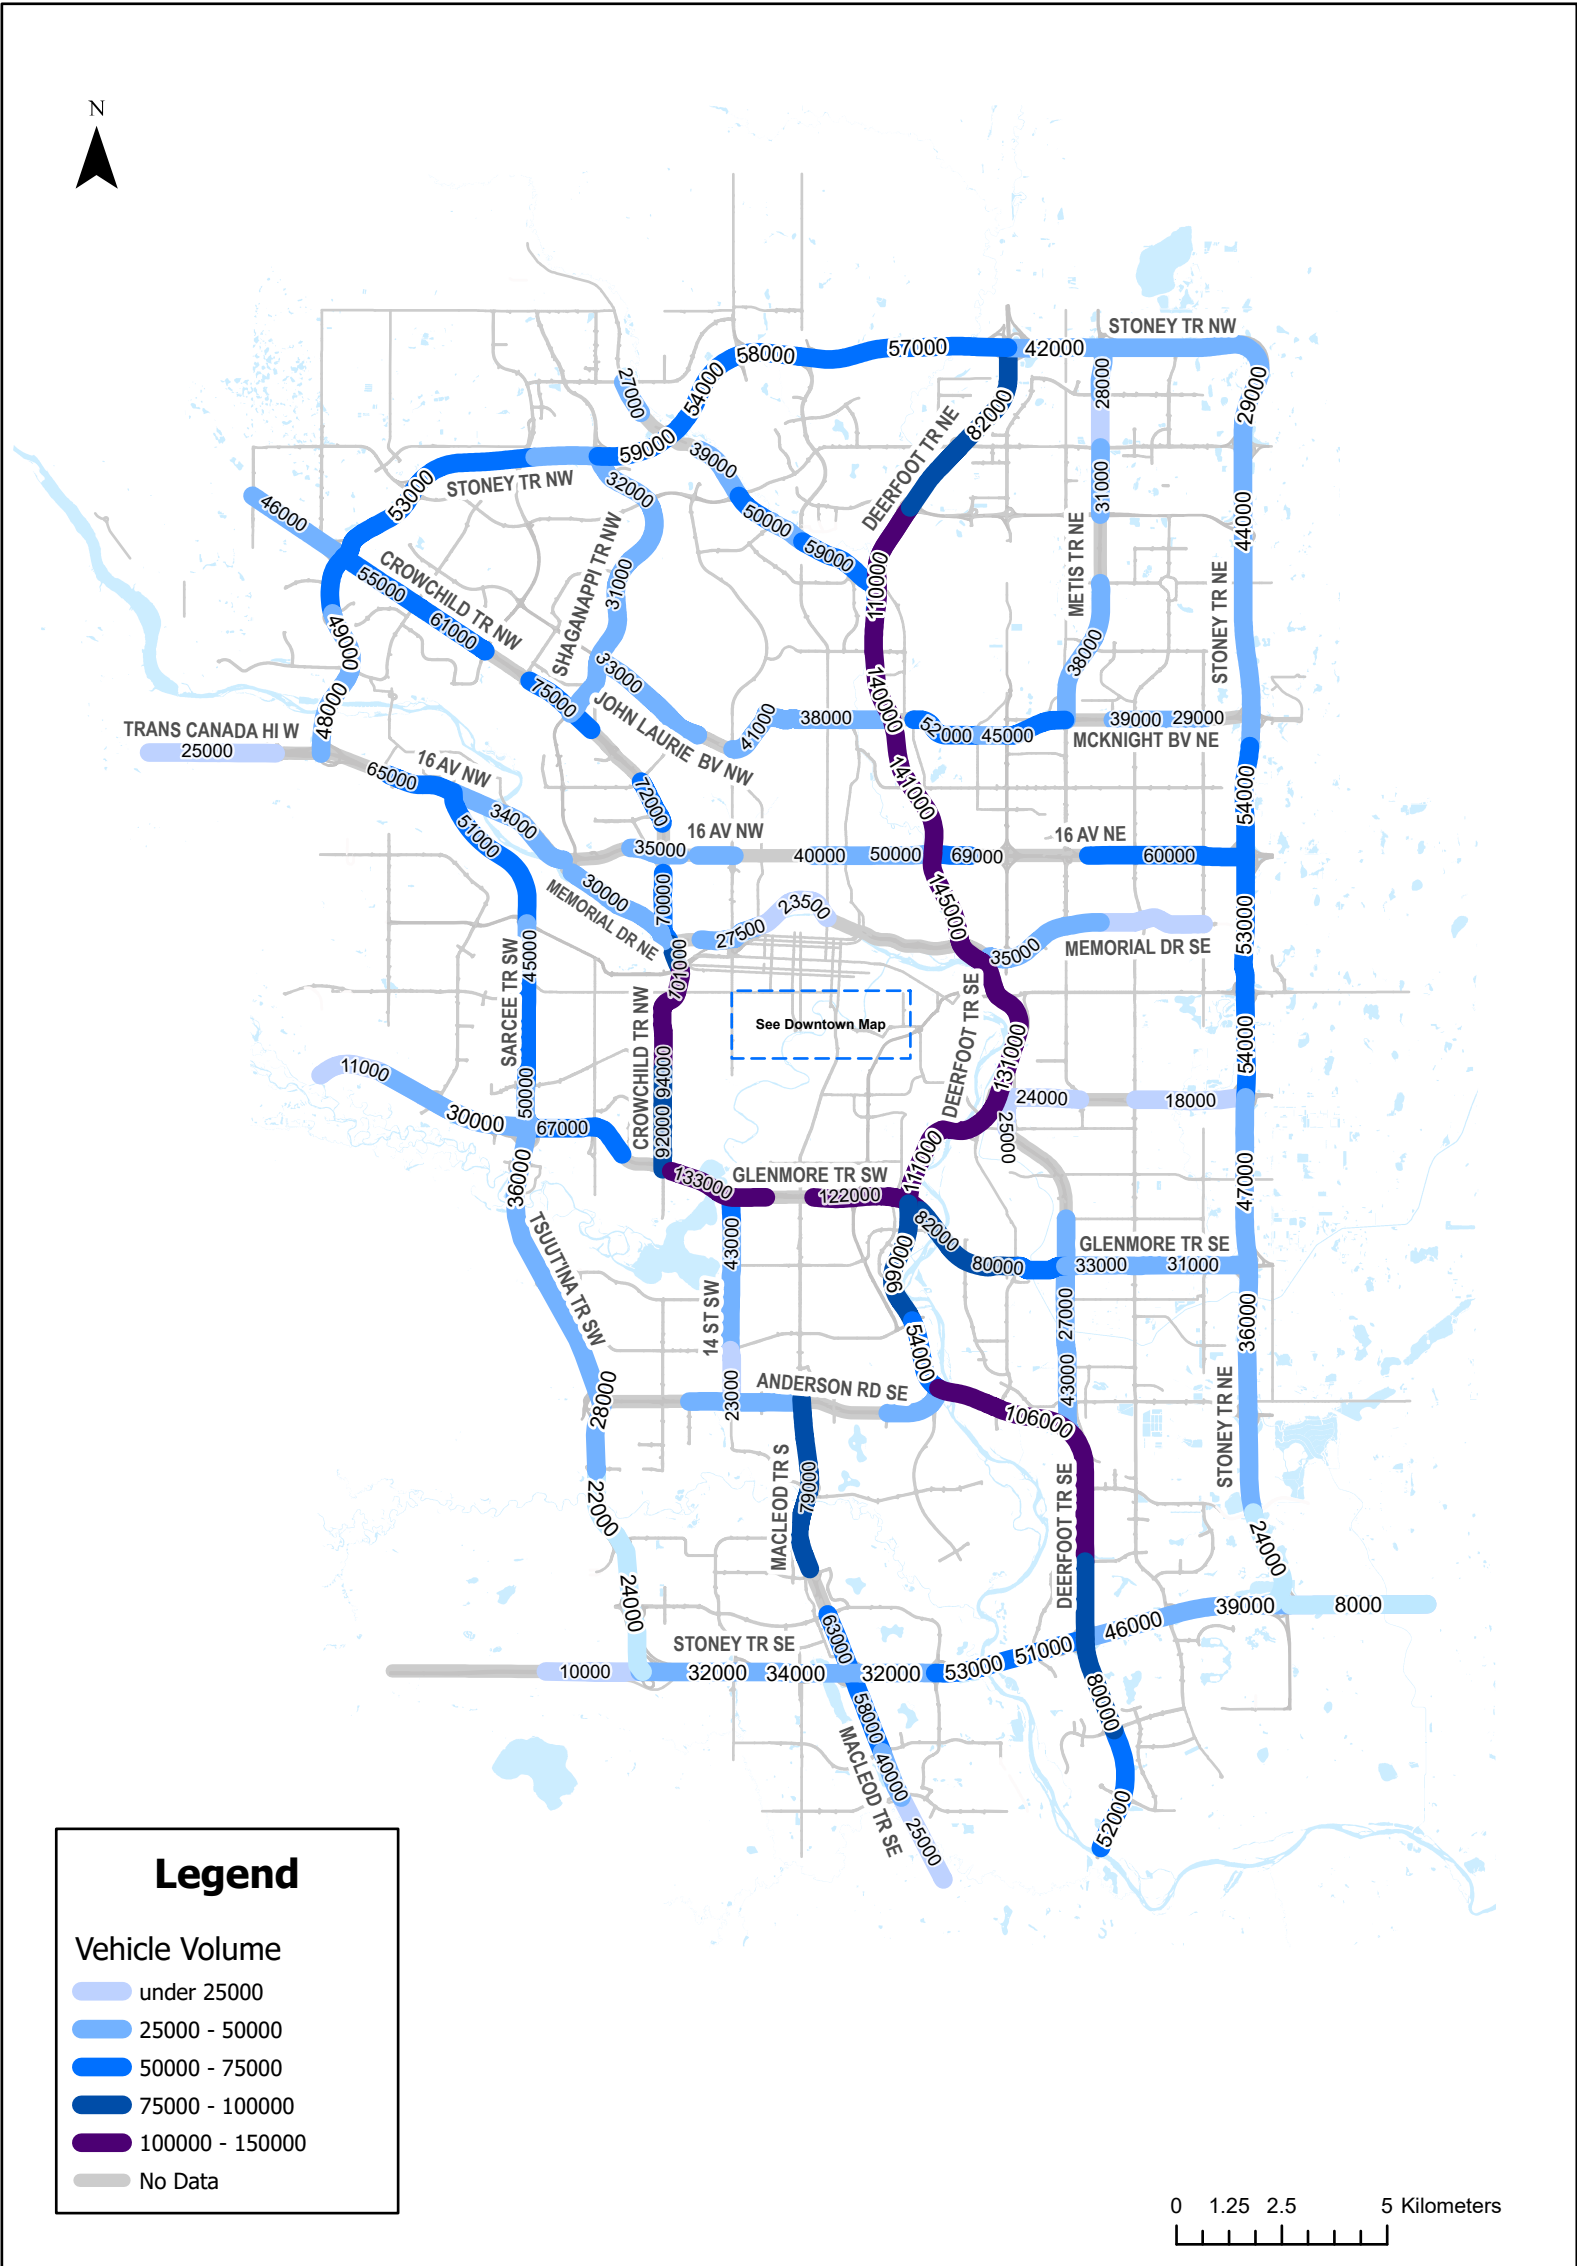 N
STONEY TR NW
58000
57000
42000
54000
27000
28000
29000
82000
DEERFOOT TR NE
59000
39000
STONEY TR NW
53000
32000
31000
46000
50000
44000
59000
SHAGANAPPI TR NW
METIS TR NE
CROWCHILD TR NW
55000
110000
31000
STONEY TR NE
61000
49000
38000
33000
75000
48000
JOHN LAURIE BV NW
140000
TRANS CANADA HI W
25000
41000
38000
52000
45000
39000
29000
MCKNIGHT BV NE
16 AV NW
65000
141000
54000
72000
34000
51000
16 AV NW
16 AV NE
35000
40000
50000
69000
60000
30000
MEMORIAL DR NE
70000
23500
145000
27500
53000
35000
MEMORIAL DR SE
45000
SARCEE TR SW
101000
CROWCHILD TR NW
DEERFOOT TR SE
See Downtown Map
131000
54000
11000
94000
50000
24000
18000
30000
67000
92000
25000
111000
36000
133000
GLENMORE TR SW
122000
47000
TSUUT'INA TR SW
43000
82000
GLENMORE TR SE
80000
33000
31000
66000
14 ST SW
27000
36000
54000
28000
23000
ANDERSON RD SE
43000
106000
STONEY TR NE
MACLEOD TR S
79000
22000
DEERFOOT TR SE
24000
24000
63000
STONEY TR SE
46000
39000
8000
10000
32000
34000
32000
53000
51000
58000
80000
MACLEOD TR SE
40000
25000
52000
Legend
Vehicle Volume
under 25000
25000 - 50000
50000 - 75000
75000 - 100000
100000 - 150000
No Data
0 1.25 2.5 5 Kilometers